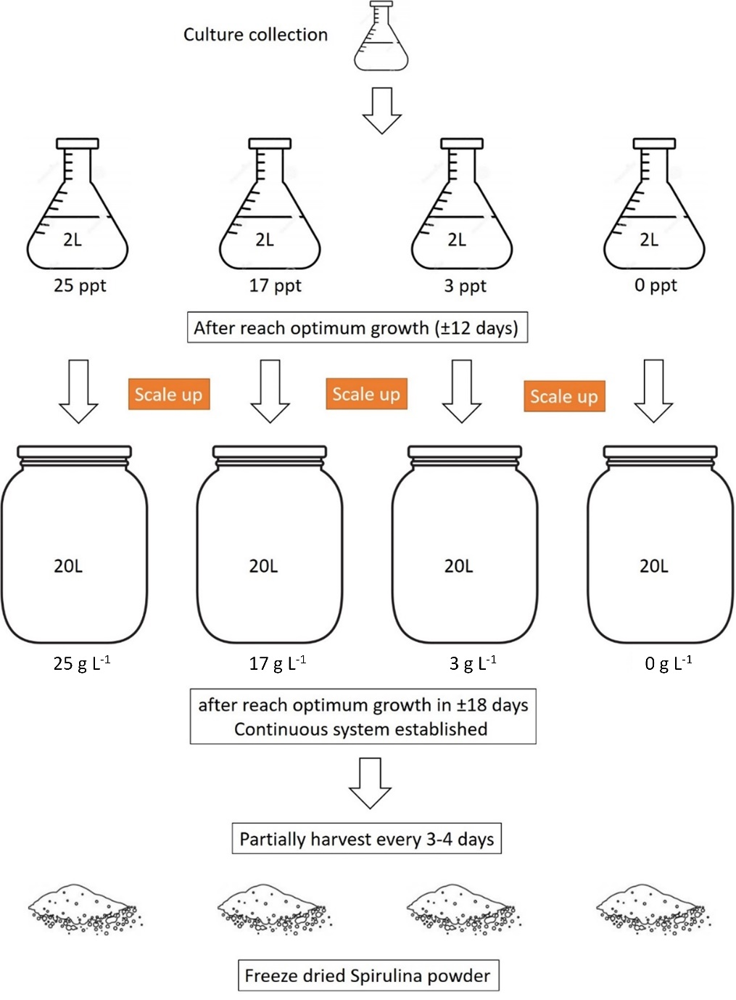 Culture collection
2L
2L
2L
2L
25 ppt
17 ppt
3 ppt
0 ppt
After reach optimum growth (±12 days)
Scale up
Scale up
Scale up
20L
20L
20L
20L
25 g L⁻¹
17 g L⁻¹
3 g L⁻¹
0 g L⁻¹
after reach optimum growth in ±18 days
Continuous system established
Partially harvest every 3-4 days
Freeze dried Spirulina powder